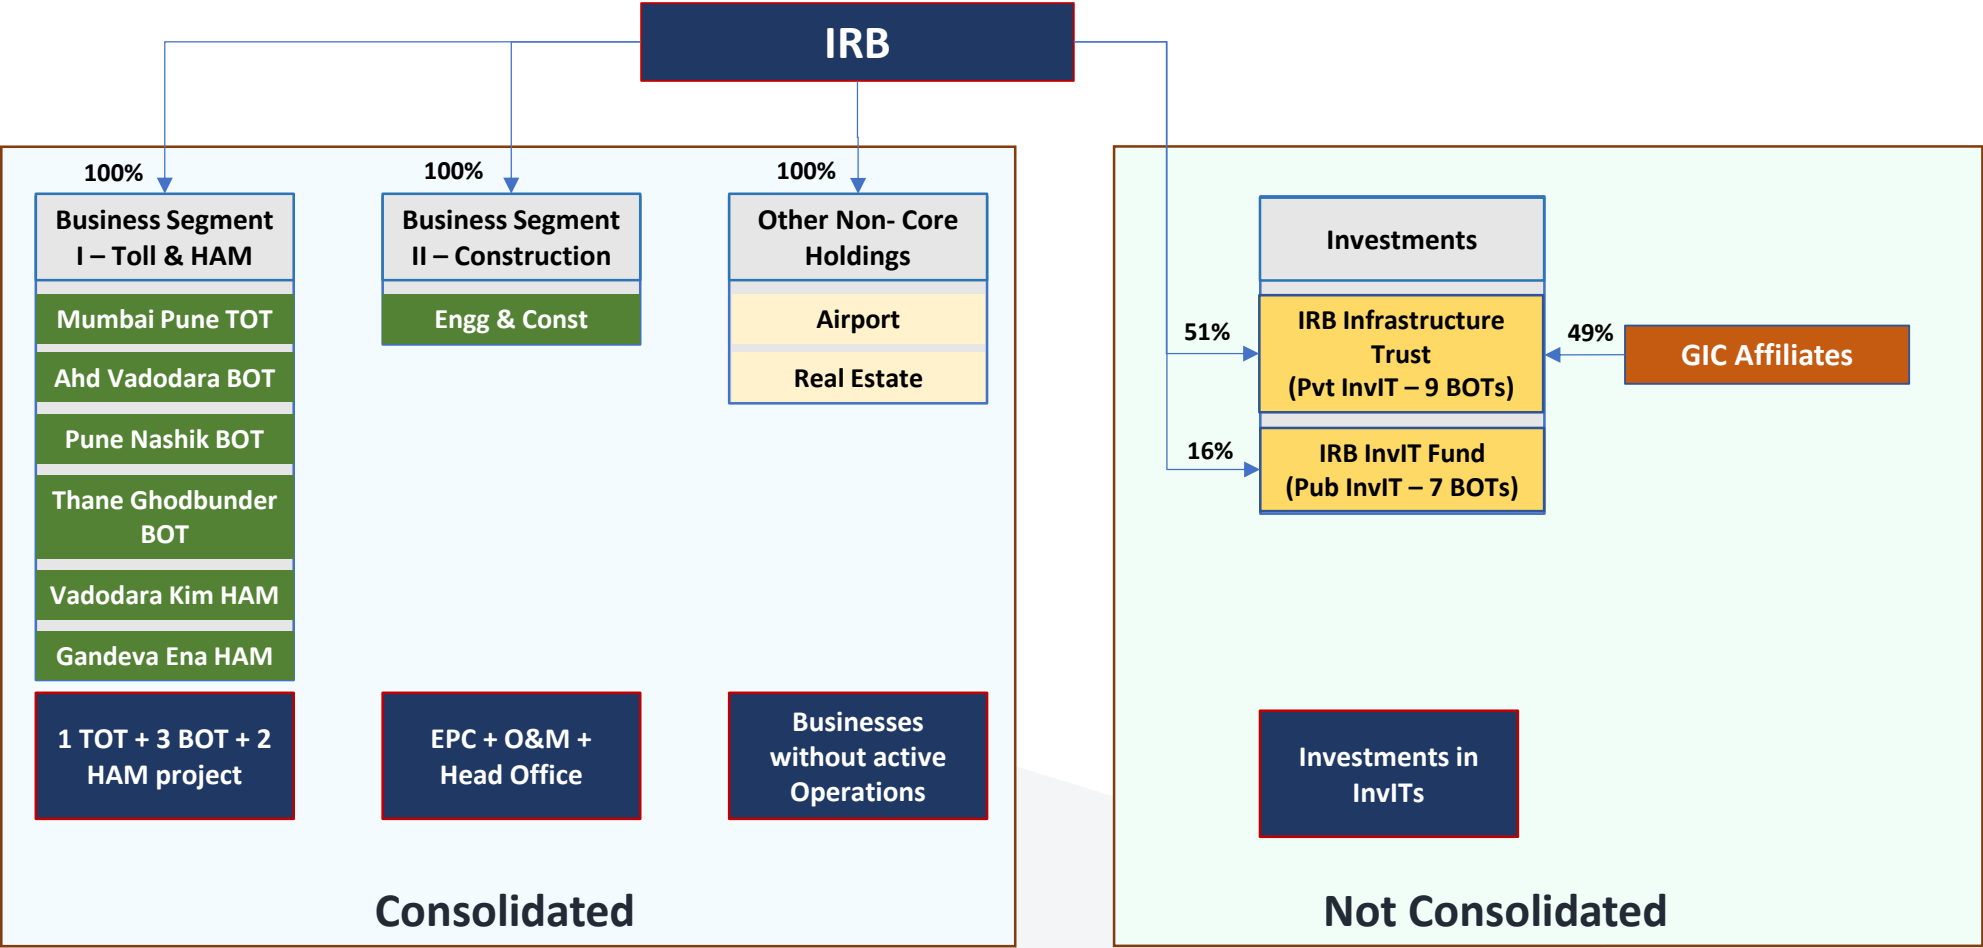 IRB
100%
Business Segment
I – Toll & HAM
Mumbai Pune TOT
Ahd Vadodara BOT
Pune Nashik BOT
Thane Ghodbunder
BOT
Vadodara Kim HAM
Gandeva Ena HAM
1 TOT + 3 BOT + 2
HAM project
100%
Business Segment
II – Construction
Engg & Const
EPC + O&M +
Head Office
100%
Other Non- Core
Holdings
Airport
Real Estate
Businesses
without active
Operations
Consolidated
Investments
51%
IRB Infrastructure
Trust
(Pvt InvIT – 9 BOTs)
49%
GIC Affiliates
16%
IRB InvIT Fund
(Pub InvIT – 7 BOTs)
Investments in
InvITs
Not Consolidated